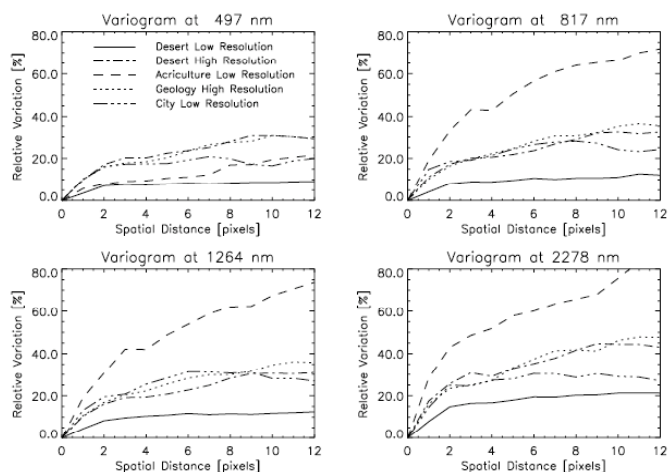 Variogram at 497 nm
Relative Variation [%]
80.0
60.0
40.0
20.0
0.0
Desert Low Resolution
Desert High Resolution
Acriculture Low Resolution
Geology High Resolution
City Low Resolution
0 2 4 6 8 10 12
Spatial Distance [pixels]
Variogram at 817 nm
Relative Variation [%]
80.0
60.0
40.0
20.0
0.0
0 2 4 6 8 10 12
Spatial Distance [pixels]
Variogram at 1264 nm
Relative Variation [%]
80.0
60.0
40.0
20.0
0.0
0 2 4 6 8 10 12
Spatial Distance [pixels]
Variogram at 2278 nm
Relative Variation [%]
80.0
60.0
40.0
20.0
0.0
0 2 4 6 8 10 12
Spatial Distance [pixels]